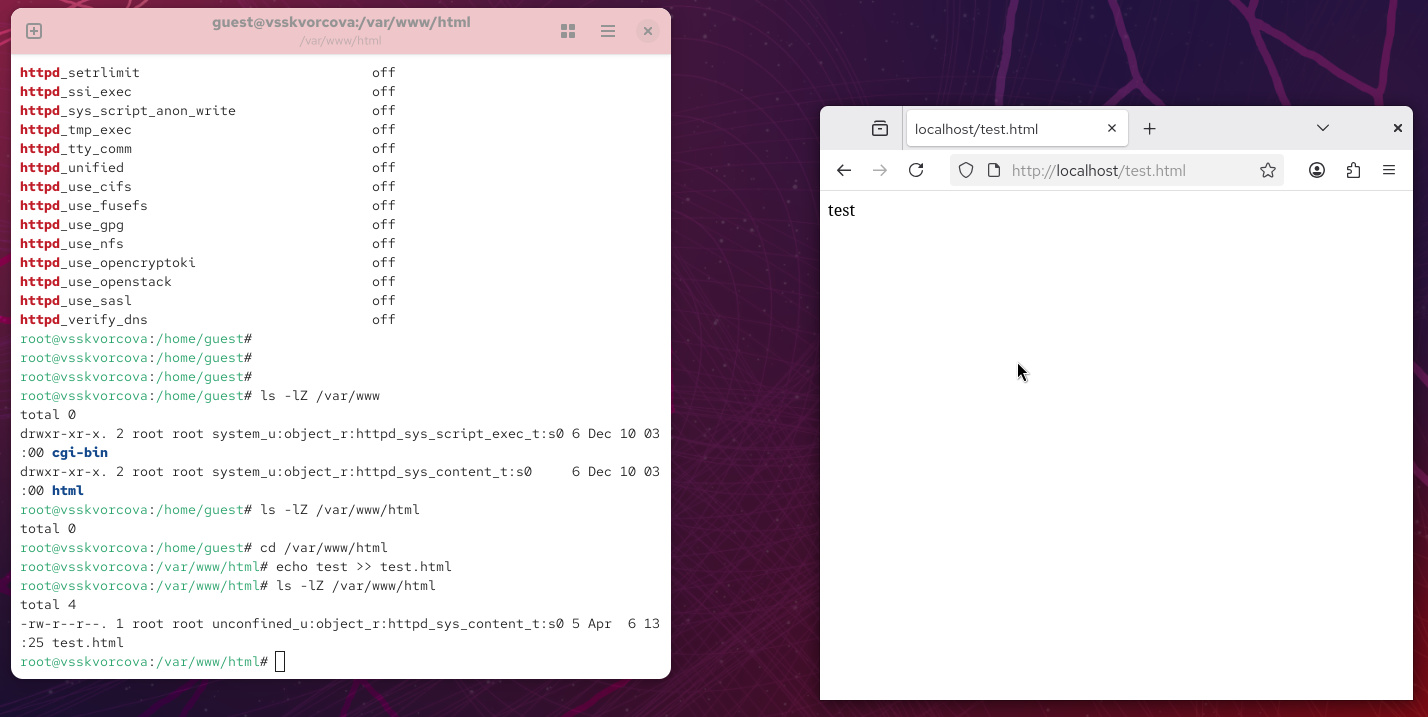 guest@vsskvorcova:/var/www/html
/var/www/html
httpd_setrlimit                             off
httpd_ssi_exec                              off
httpd_sys_script_anon_write                 off
httpd_tmp_exec                              off
httpd_tty_comm                              off
httpd_unified                               off
httpd_use_cifs                              off
httpd_use_fusefs                            off
httpd_use_gpg                               off
httpd_use_nfs                               off
httpd_use_opencryptoki                      off
httpd_use_openstack                         off
httpd_use_sasl                              off
httpd_verify_dns                            off
root@vsskvorcova:/home/guest#
root@vsskvorcova:/home/guest#
root@vsskvorcova:/home/guest#
root@vsskvorcova:/home/guest# ls -lZ /var/www
total 0
drwxr-xr-x. 2 root root system_u:object_r:httpd_sys_script_exec_t:s0 6 Dec 10 03
:00 cgi-bin
drwxr-xr-x. 2 root root system_u:object_r:httpd_sys_content_t:s0     6 Dec 10 03
:00 html
root@vsskvorcova:/home/guest# ls -lZ /var/www/html
total 0
root@vsskvorcova:/home/guest# cd /var/www/html
root@vsskvorcova:/var/www/html# echo test >> test.html
root@vsskvorcova:/var/www/html# ls -lZ /var/www/html
total 4
-rw-r--r--. 1 root root unconfined_u:object_r:httpd_sys_content_t:s0 5 Apr  6 13
:25 test.html
root@vsskvorcova:/var/www/html#
localhost/test.html
http://localhost/test.html
test